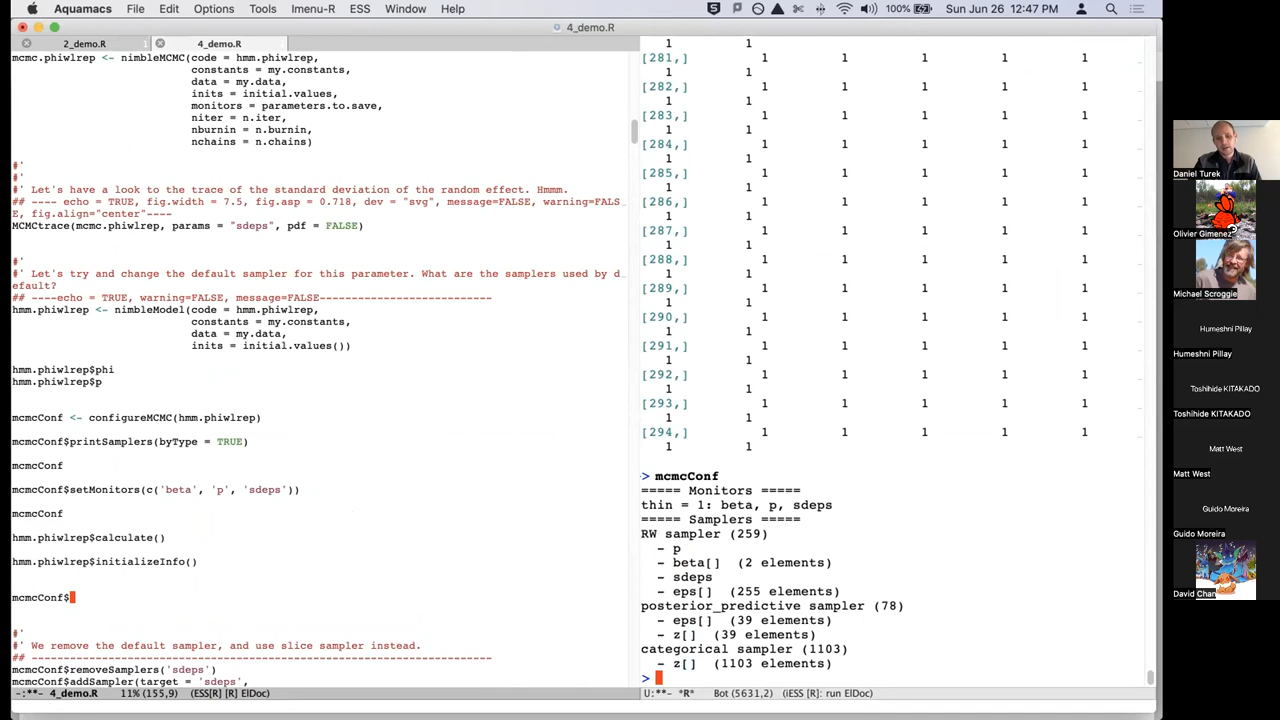 Aquamacs File Edit Options Tools Imenu-R ESS Window Help 100% Sun Jun 26 12:47 PM
4_demo.R
2_demo.R 1 4_demo.R
mcmc.phiwlrep <- nimbleMCMC(code = hmm.phiwlrep,
constants = my.constants,
data = my.data,
inits = initial.values,
monitors = parameters.to.save,
niter = n.iter,
nburnin = n.burnin,
nchains = n.chains)
#'
#'
#' Let's have a look to the trace of the standard deviation of the random effect. Hmmm.
## ---- echo = TRUE, fig.width = 7.5, fig.asp = 0.718, dev = "svg", message=FALSE, warning=FALS
E, fig.align="center"----
MCMCtrace(mcmc.phiwlrep, params = "sdeps", pdf = FALSE)
#'
#' Let's try and change the default sampler for this parameter. What are the samplers used by d
efault?
## ----echo = TRUE, warning=FALSE, message=FALSE---------------------------
hmm.phiwlrep <- nimbleModel(code = hmm.phiwlrep,
constants = my.constants,
data = my.data,
inits = initial.values())
hmm.phiwlrep$phi
hmm.phiwlrep$p
mcmcConf <- configureMCMC(hmm.phiwlrep)
mcmcConf$printSamplers(byType = TRUE)
mcmcConf
mcmcConf$setMonitors(c('beta', 'p', 'sdeps'))
mcmcConf
hmm.phiwlrep$calculate()
hmm.phiwlrep$initializeInfo()
mcmcConf$
#'
#' We remove the default sampler, and use slice sampler instead.
## -------------------------------------------------------------------------
mcmcConf$removeSamplers('sdeps')
mcmcConf$addSampler(target = 'sdeps',
-:**- 4_demo.R 11% (155,9) (ESS[R] [R] ElDoc)
1 1
[281,] 1 1 1 1 1
1 1
[282,] 1 1 1 1 1
1 1
[283,] 1 1 1 1 1
1 1
[284,] 1 1 1 1 1
1 1
[285,] 1 1 1 1 1
1 1
[286,] 1 1 1 1 1
1 1
[287,] 1 1 1 1 1
1 1
[288,] 1 1 1 1 1
1 1
[289,] 1 1 1 1 1
1 1
[290,] 1 1 1 1 1
1 1
[291,] 1 1 1 1 1
1 1
[292,] 1 1 1 1 1
1 1
[293,] 1 1 1 1 1
1 1
[294,] 1 1 1 1 1
1 1
> mcmcConf
===== Monitors =====
thin = 1: beta, p, sdeps
===== Samplers =====
RW sampler (259)
- p
- beta[] (2 elements)
- sdeps
- eps[] (255 elements)
posterior_predictive sampler (78)
- eps[] (39 elements)
- z[] (39 elements)
categorical sampler (1103)
- z[] (1103 elements)
>
U:**- *R* Bot (5631,2) (iESS [R]: run ElDoc)
Daniel Turek
Olivier Gimenez
Michael Scroggie
Humeshni Pillay
Humeshni Pillay
Toshihide KITAKADO
Toshihide KITAKADO
Matt West
Matt West
Guido Moreira
Guido Moreira
David Chan